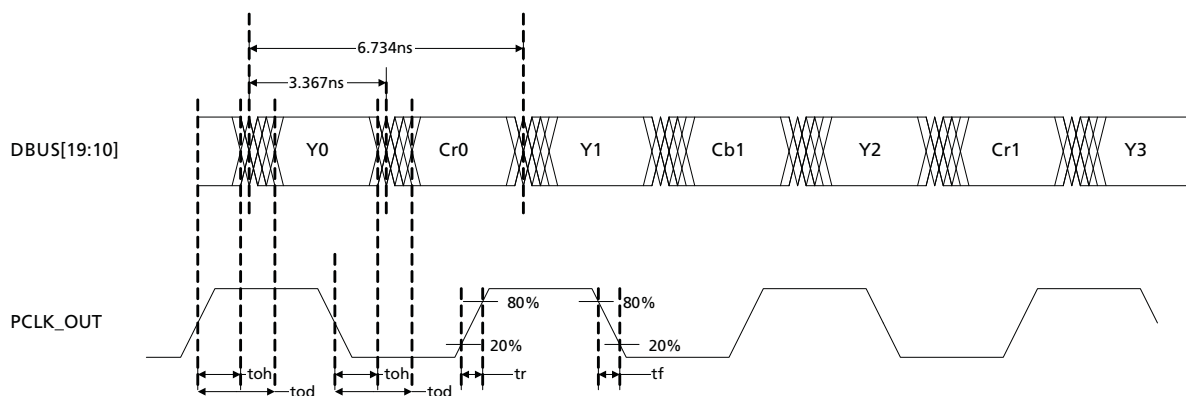 6.734ns
3.367ns
DBUS[19:10] Y0 Cr0 Y1 Cb1 Y2 Cr1 Y3
80% 80%
PCLK_OUT
20% 20%
toh toh tr tf
tod tod